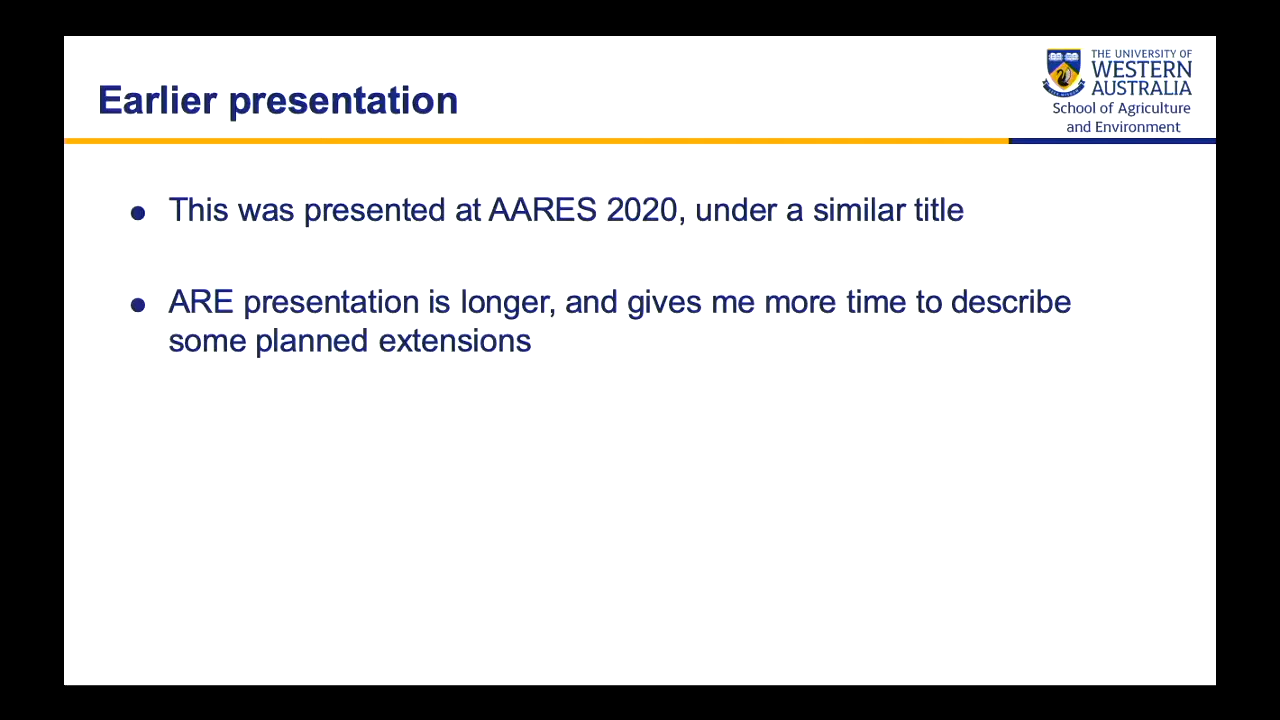 Earlier presentation
THE UNIVERSITY OF
WESTERN
AUSTRALIA
School of Agriculture
and Environment
● This was presented at AARES 2020, under a similar title
● ARE presentation is longer, and gives me more time to describe
some planned extensions